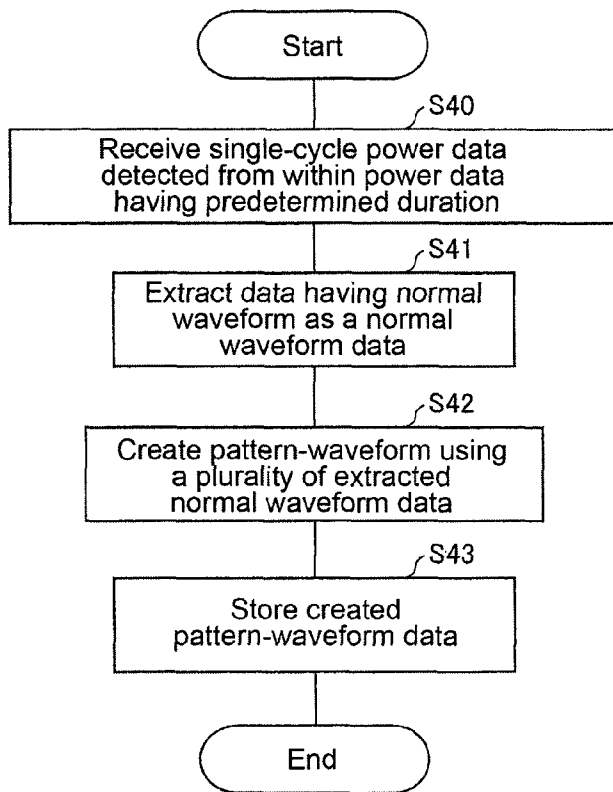 Start
S40
Receive single-cycle power data
detected from within power data
having predetermined duration
S41
Extract data having normal
waveform as a normal
waveform data
S42
Create pattern-waveform using
a plurality of extracted
normal waveform data
S43
Store created
pattern-waveform data
End